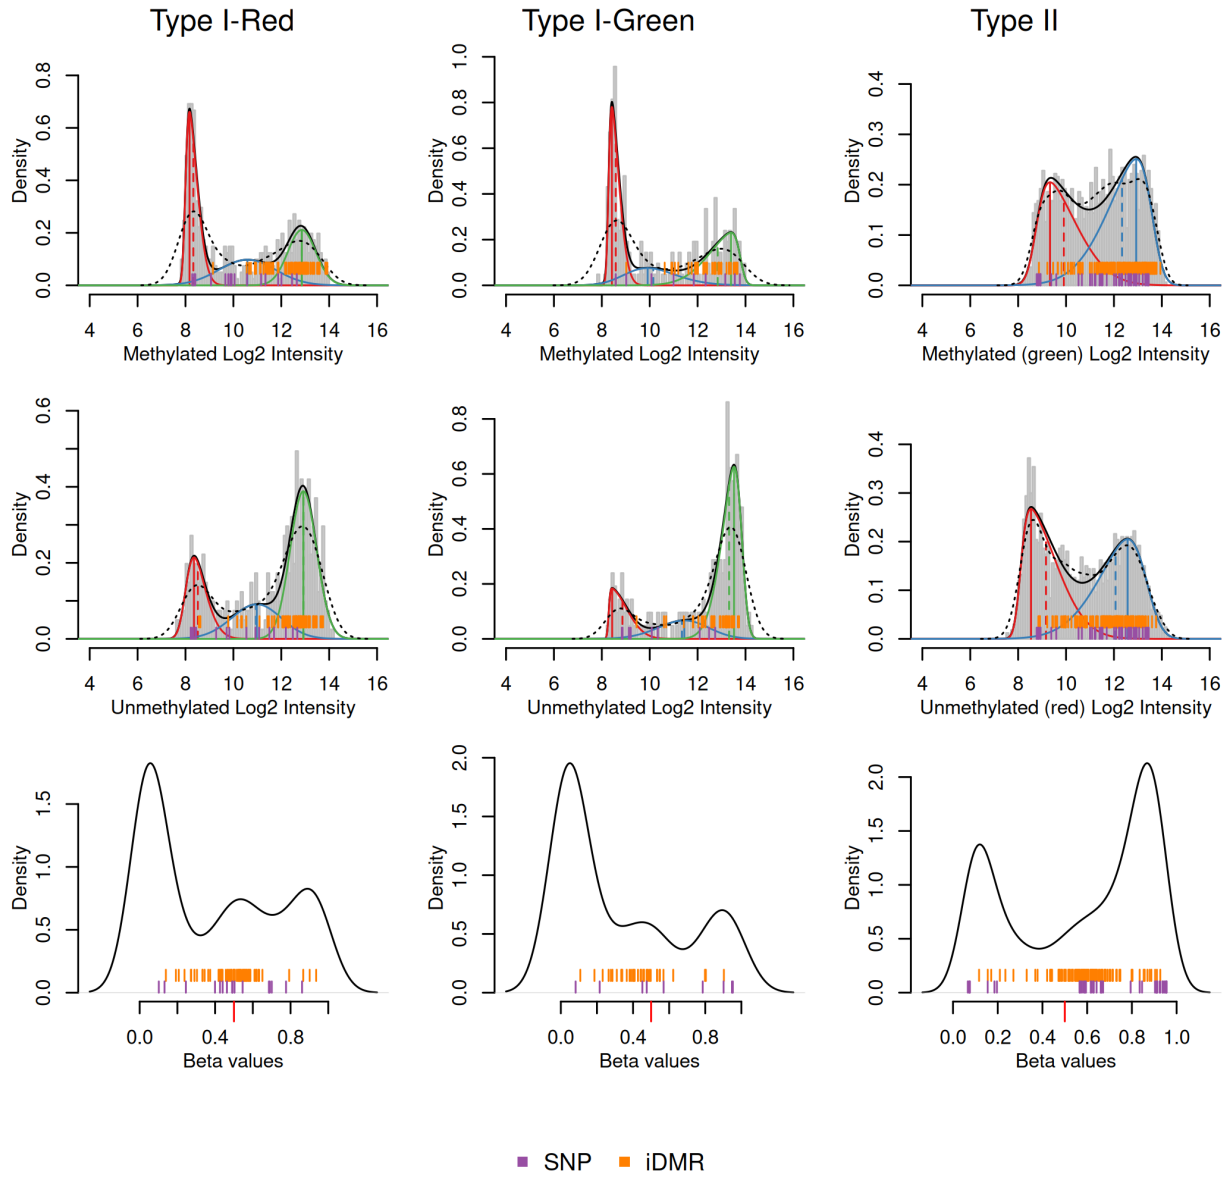 Type I-Red Type I-Green Type II
Density 0.0 0.2 0.4 0.6 0.8
4 6 8 10 12 14 16
Methylated Log2 Intensity
Density 0.0 0.2 0.4 0.6 0.8 1.0
4 6 8 10 12 14 16
Methylated Log2 Intensity
Density 0.0 0.1 0.2 0.3 0.4
4 6 8 10 12 14 16
Methylated (green) Log2 Intensity
Density 0.0 0.2 0.4 0.6
4 6 8 10 12 14 16
Unmethylated Log2 Intensity
Density 0.0 0.2 0.4 0.6 0.8
4 6 8 10 12 14 16
Unmethylated Log2 Intensity
Density 0.0 0.1 0.2 0.3 0.4
4 6 8 10 12 14 16
Unmethylated (red) Log2 Intensity
Density 0.0 0.5 1.0 1.5
0.0 0.4 0.8
Beta values
Density 0.0 0.5 1.0 1.5 2.0
0.0 0.4 0.8
Beta values
Density 0.0 0.5 1.0 1.5 2.0
0.0 0.2 0.4 0.6 0.8 1.0
Beta values
SNP iDMR